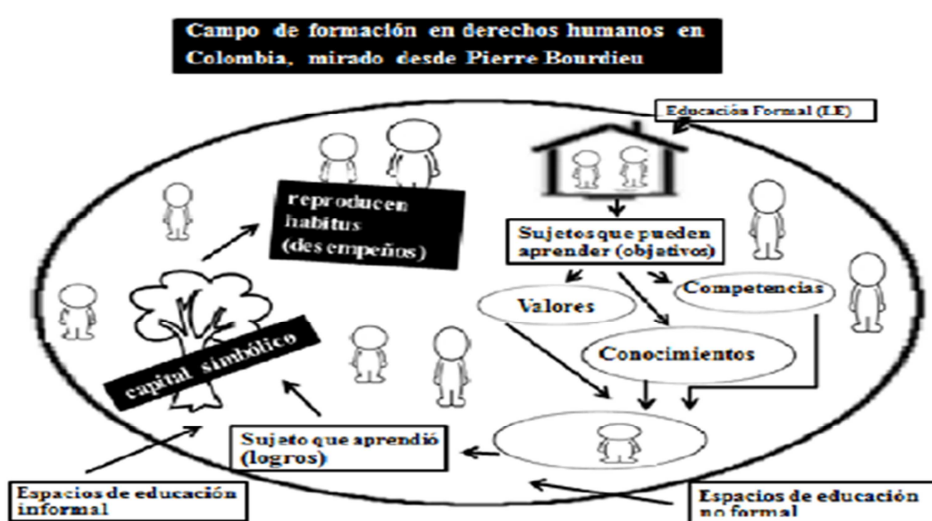 Campo de formación en derechos humanos en
Colombia, mirado desde Pierre Bourdieu
Educación Formal (I.E)
reproducen
habitus
(desempeños)
Sujetos que pueden
aprender (objetivos)
Valores
Competencias
Conocimientos
capital simbólico
Sujeto que aprendió
(logros)
Espacios de educación
informal
Espacios de educación
no formal